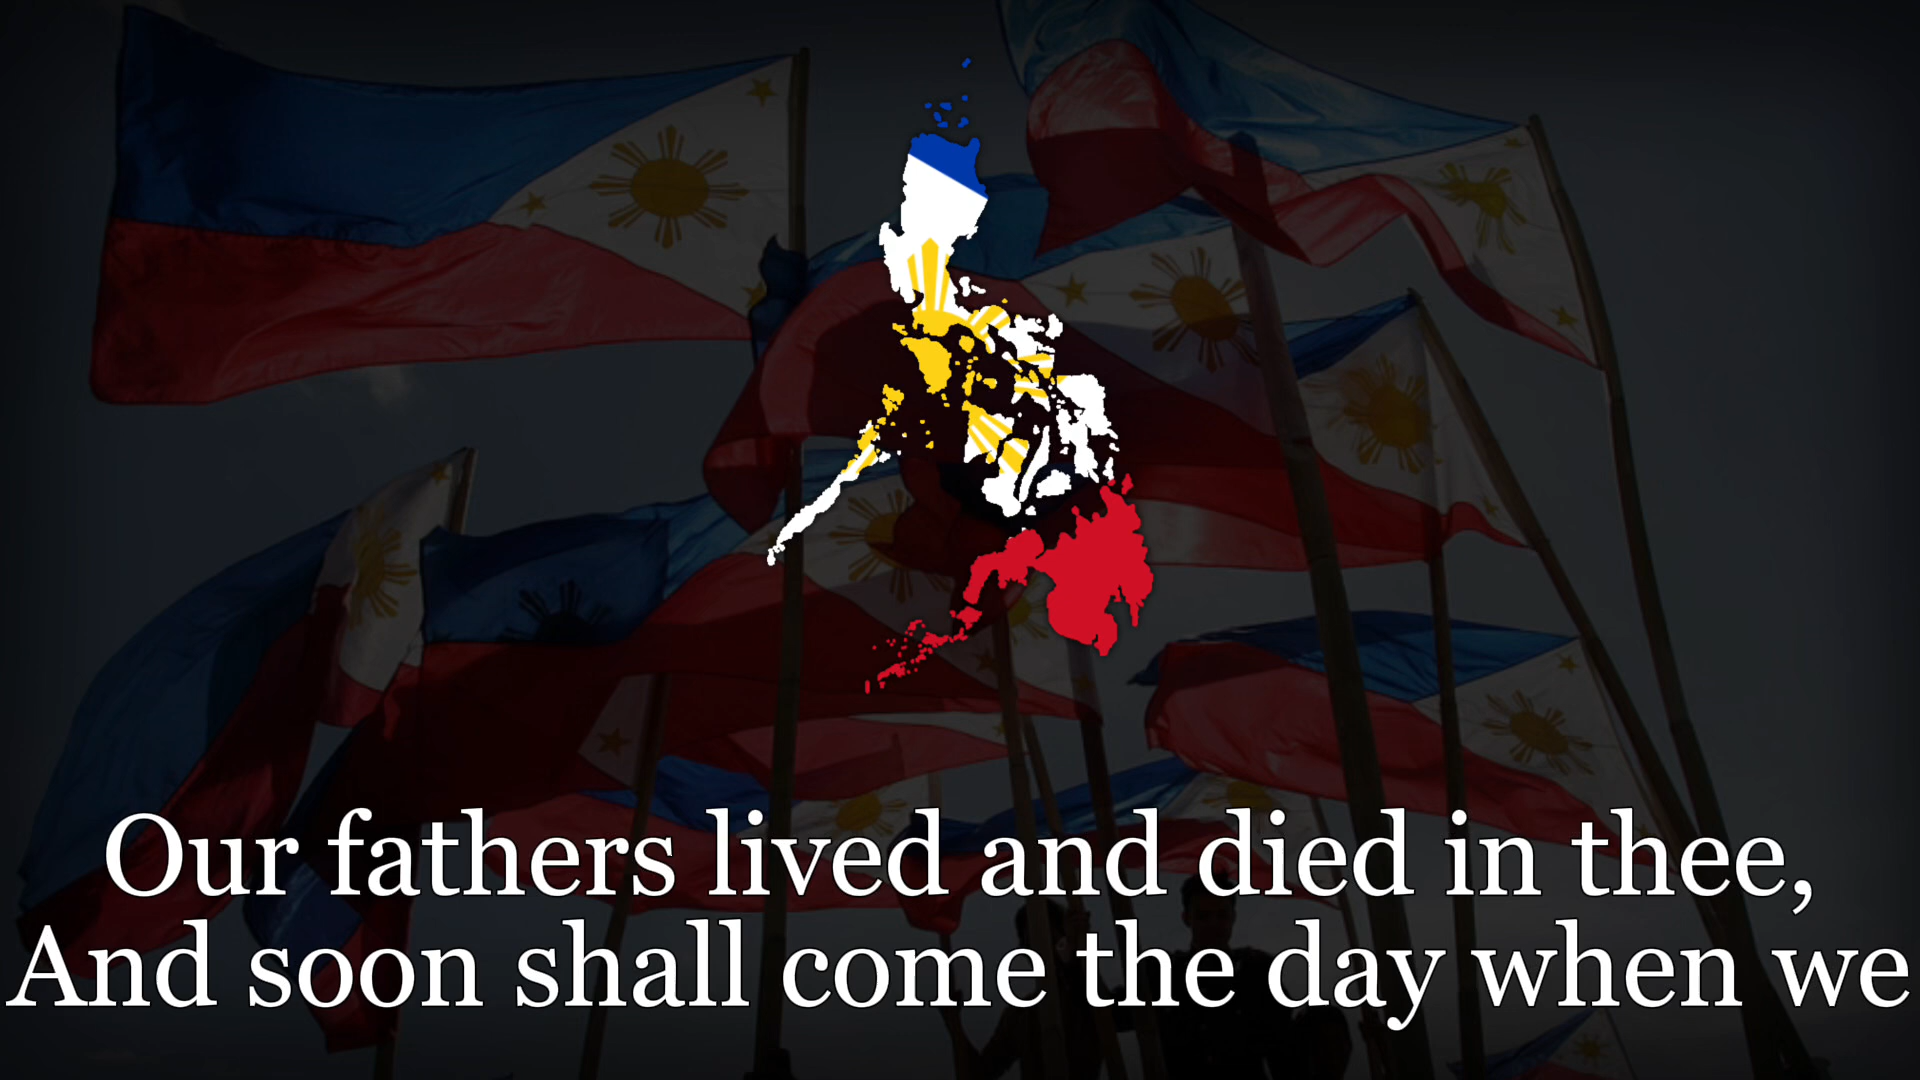 Our fathers lived and died in thee,
And soon shall come the day when we